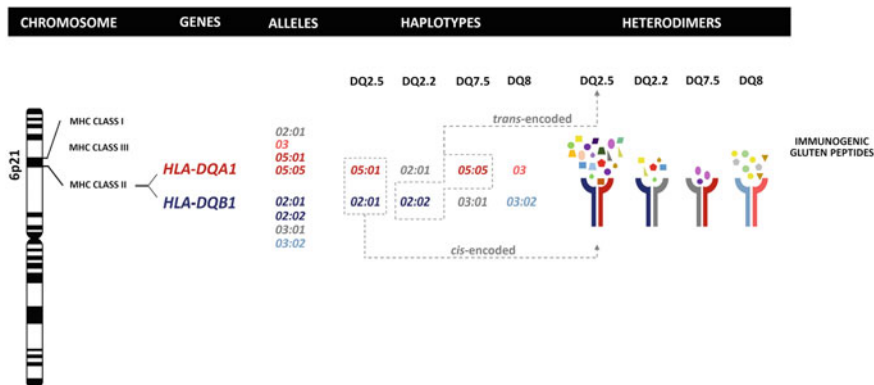 CHROMOSOME GENES ALLELES HAPLOTYPES HETERODIMERS
DQ2.5 DQ2.2 DQ7.5 DQ8 DQ2.5 DQ2.2 DQ7.5 DQ8
trans-encoded
6p21
MHC CLASS I
MHC CLASS III
MHC CLASS II
HLA-DQA1
HLA-DQB1
02:01
03
05:01
05:05
02:01
02:02
03:01
03:02
05:01 02:01 05:05 03
02:01 02:02 03:01 03:02
cis-encoded
IMMUNOGENIC
GLUTEN PEPTIDES